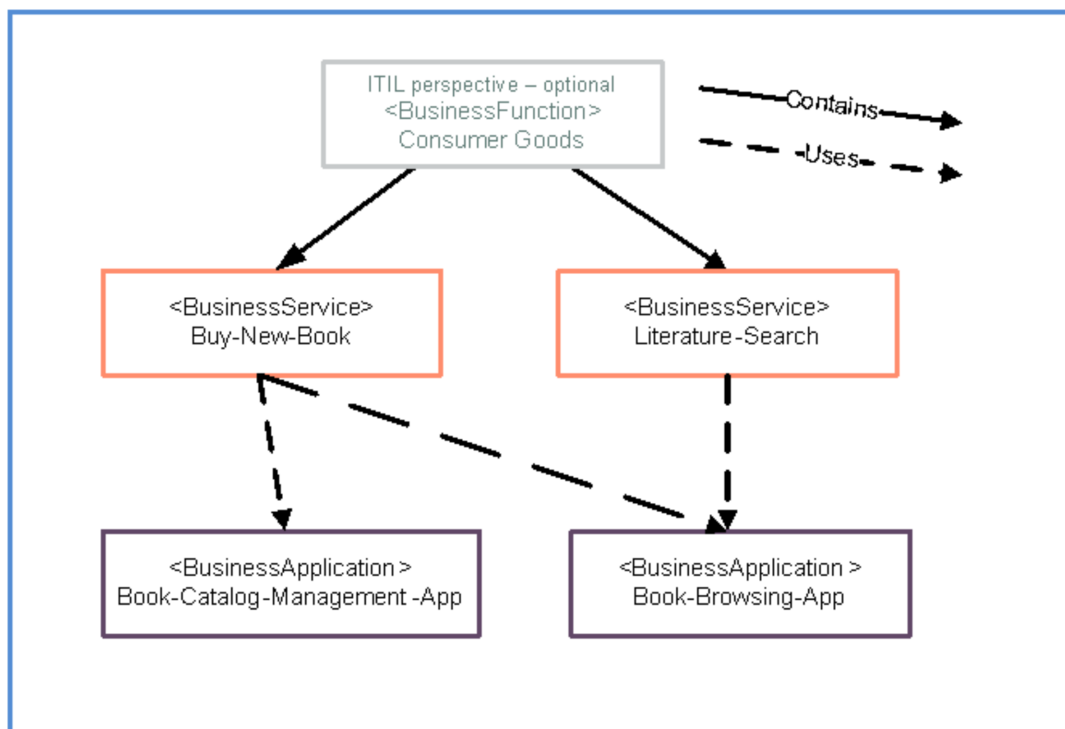 ITIL perspective – optional
<BusinessFunction>
Consumer Goods
Contains
Uses
<BusinessService>
Buy-New-Book
<BusinessService>
Literature-Search
<BusinessApplication >
Book-Catalog-Management -App
<BusinessApplication >
Book-Browsing-App